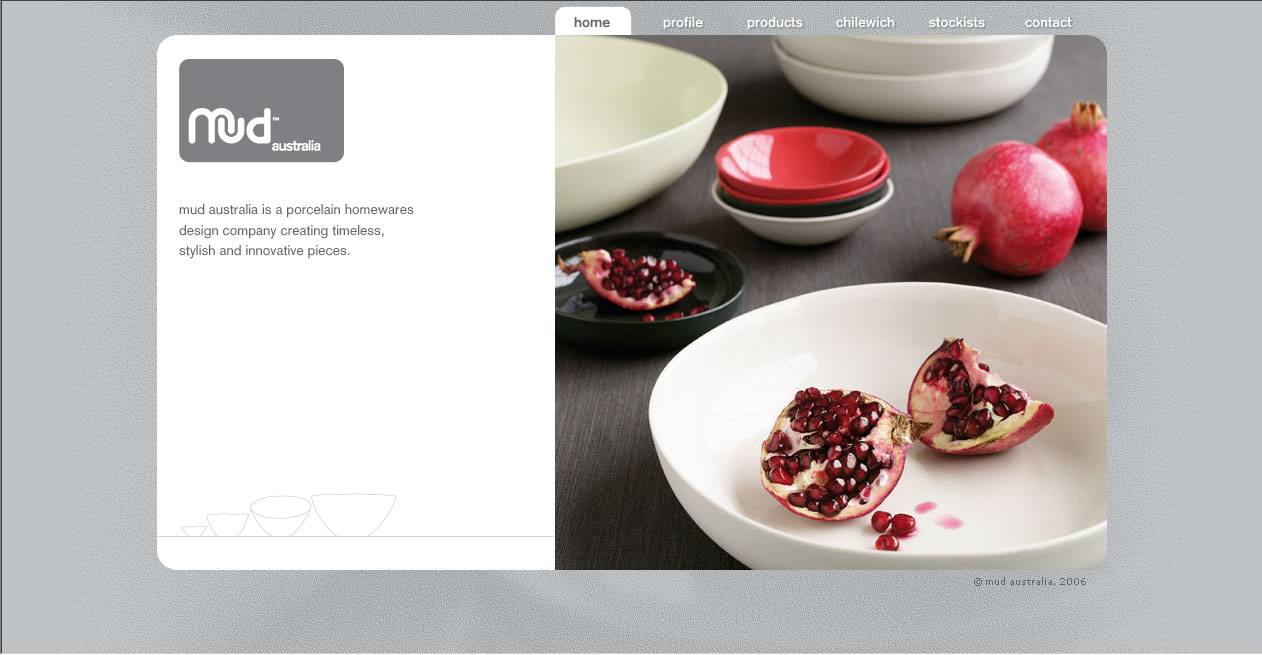 home profile products chilewich stockists contact
mud™
australia
mud australia is a porcelain homewares
design company creating timeless,
stylish and innovative pieces.
© mud australia, 2006